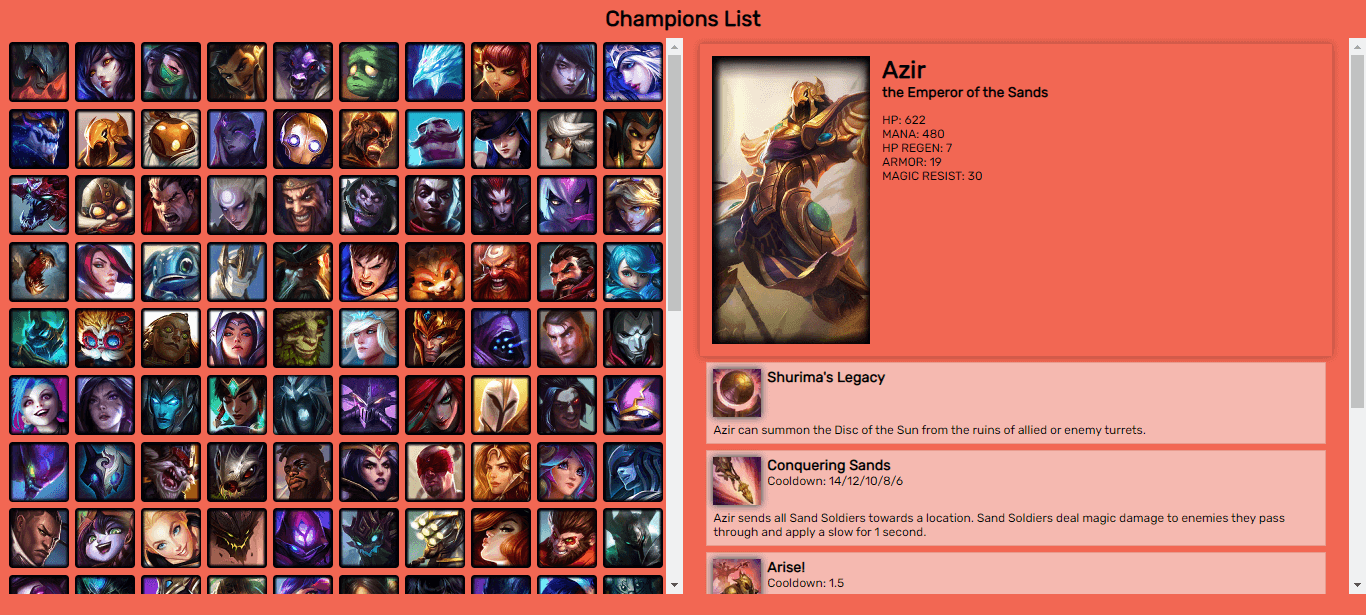 Champions List
Azir
the Emperor of the Sands
HP: 622
MANA: 480
HP REGEN: 7
ARMOR: 19
MAGIC RESIST: 30
Shurima's Legacy
Azir can summon the Disc of the Sun from the ruins of allied or enemy turrets.
Conquering Sands
Cooldown: 14/12/10/8/6
Azir sends all Sand Soldiers towards a location. Sand Soldiers deal magic damage to enemies they pass
through and apply a slow for 1 second.
Arise!
Cooldown: 1.5